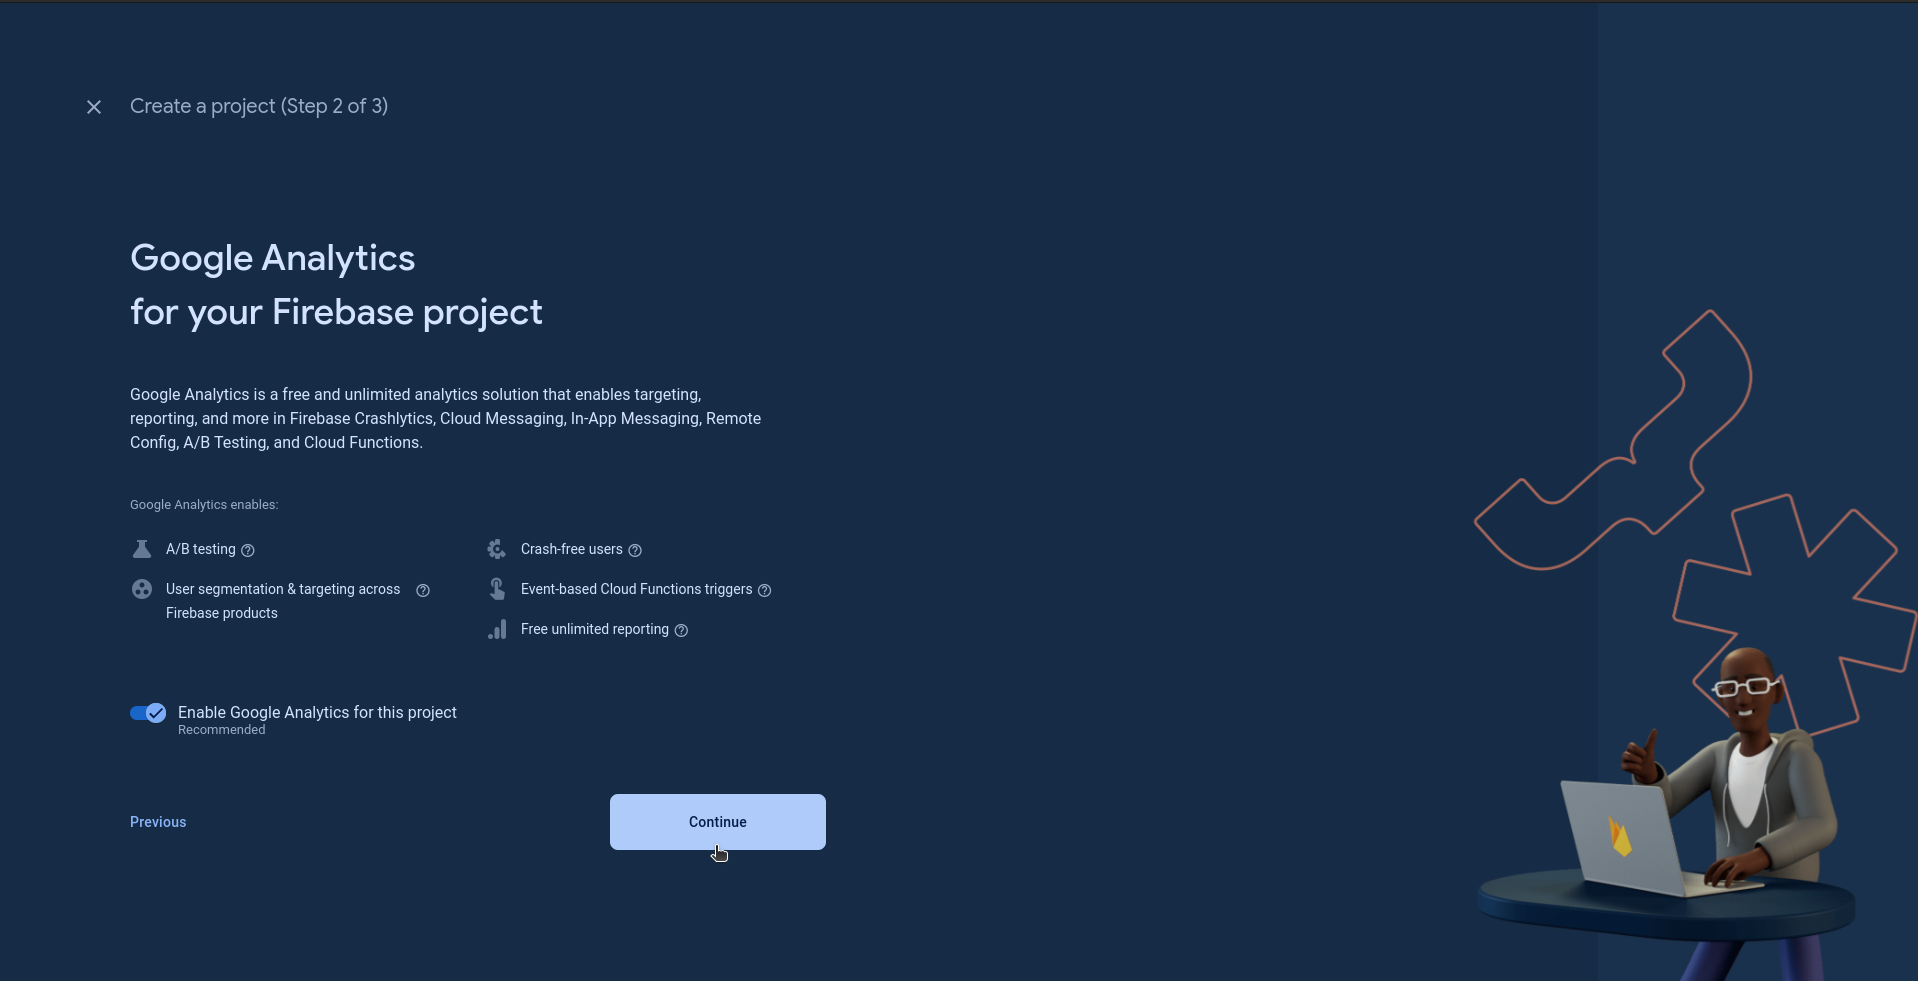 Create a project (Step 2 of 3)
Google Analytics
for your Firebase project
Google Analytics is a free and unlimited analytics solution that enables targeting,
reporting, and more in Firebase Crashlytics, Cloud Messaging, In-App Messaging, Remote
Config, A/B Testing, and Cloud Functions.
Google Analytics enables:
A/B testing
User segmentation & targeting across
Firebase products
Crash-free users
Event-based Cloud Functions triggers
Free unlimited reporting
Enable Google Analytics for this project
Recommended
Previous
Continue